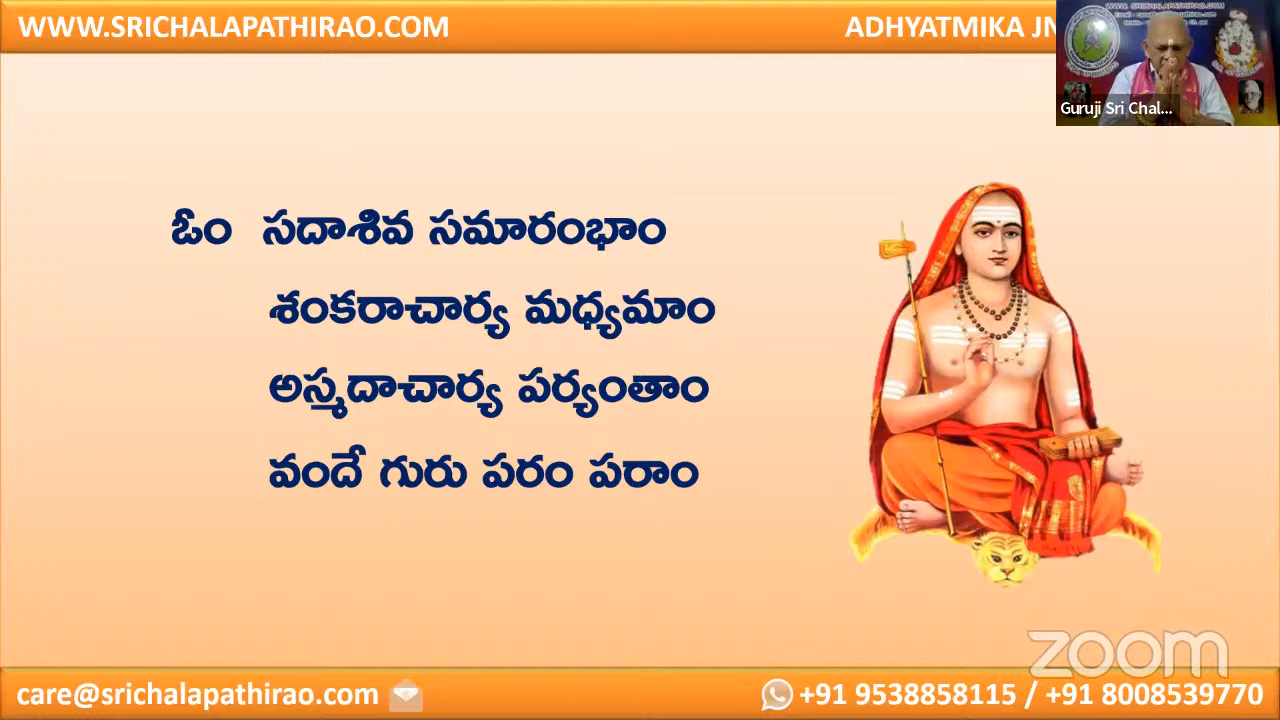 WWW.SRICHALAPATHIRAO.COM
ADHYATMIKA JN
Guruji Sri Chal...
ఓం సదాశివ సమారంభాం
శంకరాచార్య మధ్యమాం
అస్మదాచార్య పర్యంతాం
వందే గురు పరం పరాం
zoom
care@srichalapathirao.com
+91 9538858115 / +91 8008539770